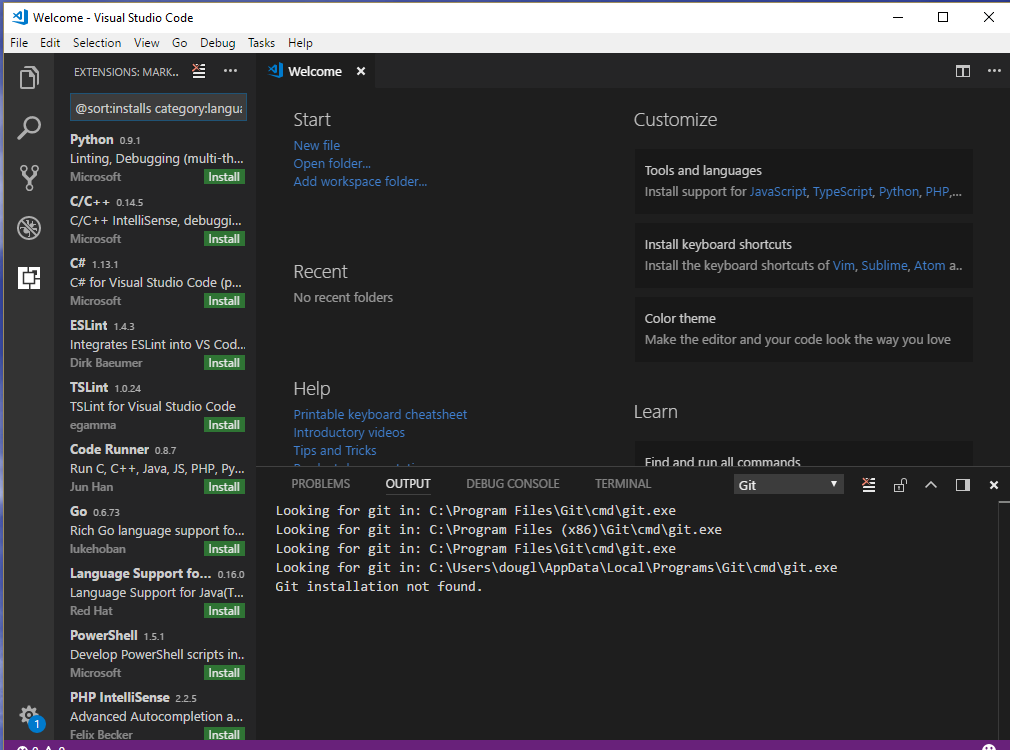 Welcome - Visual Studio Code
File Edit Selection View Go Debug Tasks Help
EXTENSIONS: MARK..
@sort:installs category:langua
Python 0.9.1
Linting, Debugging (multi-th...
Microsoft Install
C/C++ 0.14.5
C/C++ IntelliSense, debuggi...
Microsoft Install
C# 1.13.1
C# for Visual Studio Code (p...
Microsoft Install
ESLint 1.4.3
Integrates ESLint into VS Cod...
Dirk Baeumer Install
TSLint 1.0.24
TSLint for Visual Studio Code
egamma Install
Code Runner 0.8.7
Run C, C++, Java, JS, PHP, Py...
Jun Han Install
Go 0.6.73
Rich Go language support fo...
lukehoban Install
Language Support fo... 0.16.0
Language Support for Java(T...
Red Hat Install
PowerShell 1.5.1
Develop PowerShell scripts in..
Microsoft Install
PHP IntelliSense 2.2.5
Advanced Autocompletion a...
Felix Becker Install
1
Welcome
Start
New file
Open folder...
Add workspace folder...
Recent
No recent folders
Help
Printable keyboard cheatsheet
Introductory videos
Tips and Tricks
Customize
Tools and languages
Install support for JavaScript, TypeScript, Python, PHP,...
Install keyboard shortcuts
Install the keyboard shortcuts of Vim, Sublime, Atom a..
Color theme
Make the editor and your code look the way you love
Learn
Find and run all commands
PROBLEMS OUTPUT DEBUG CONSOLE TERMINAL Git
Looking for git in: C:\Program Files\Git\cmd\git.exe
Looking for git in: C:\Program Files (x86)\Git\cmd\git.exe
Looking for git in: C:\Program Files\Git\cmd\git.exe
Looking for git in: C:\Users\dougl\AppData\Local\Programs\Git\cmd\git.exe
Git installation not found.